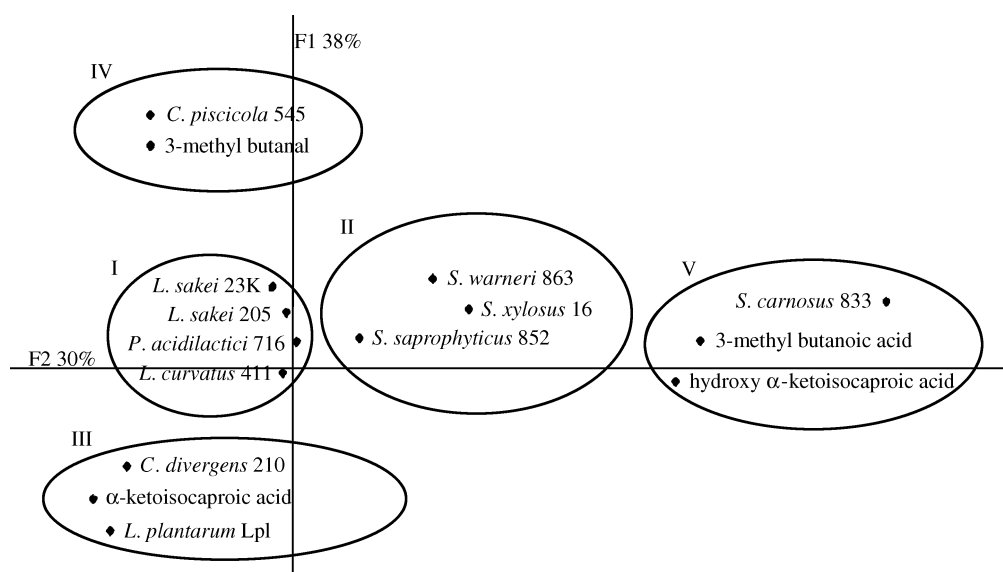 F1 38%
IV
C. piscicola 545
3-methyl butanal
II
I
L. sakei 23K
S. warneri 863
V
S. carnosus 833
L. sakei 205
S. xylosus 16
P. acidilactici 716
S. saprophyticus 852
3-methyl butanoic acid
F2 30%
L. curvatus 411
hydroxy α-ketoisocaproic acid
III
C. divergens 210
α-ketoisocaproic acid
L. plantarum Lpl